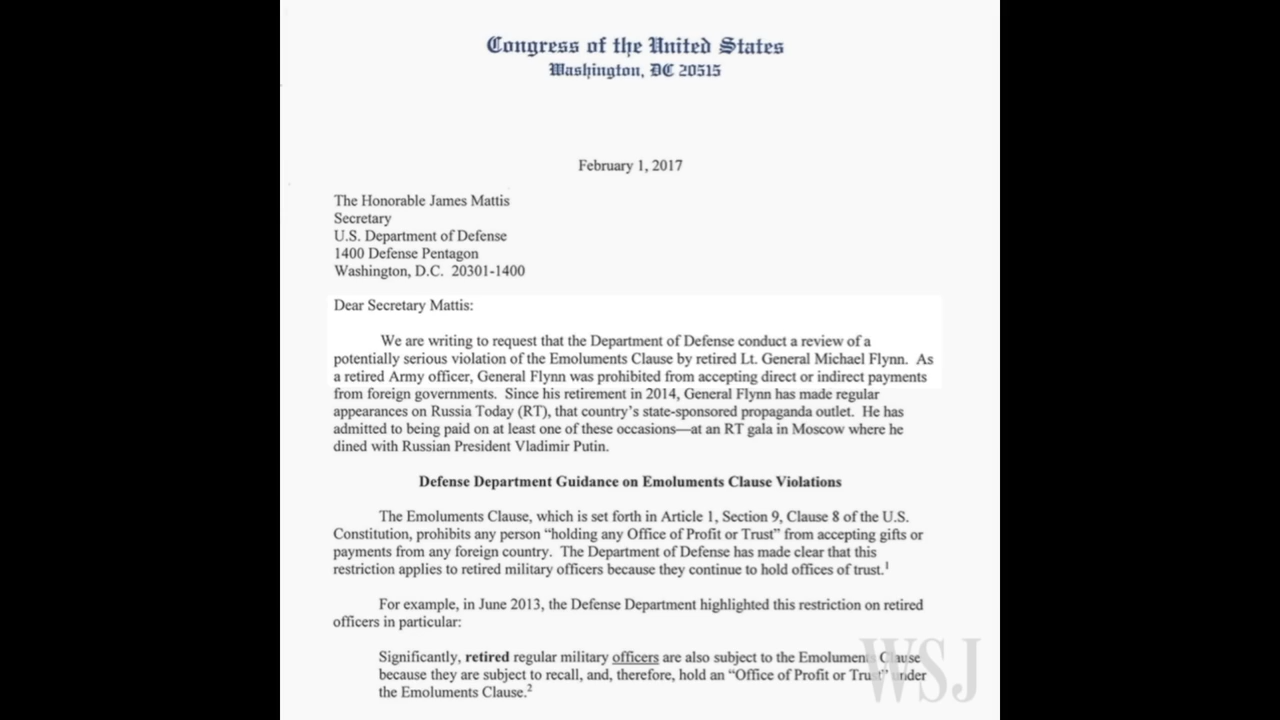 Congress of the United States
Washington, DC 20515
February 1, 2017
The Honorable James Mattis
Secretary
U.S. Department of Defense
1400 Defense Pentagon
Washington, D.C. 20301-1400
Dear Secretary Mattis:
We are writing to request that the Department of Defense conduct a review of a
potentially serious violation of the Emoluments Clause by retired Lt. General Michael Flynn. As
a retired Army officer, General Flynn was prohibited from accepting direct or indirect payments
from foreign governments. Since his retirement in 2014, General Flynn has made regular
appearances on Russia Today (RT), that country's state-sponsored propaganda outlet. He has
admitted to being paid on at least one of these occasions—at an RT gala in Moscow where he
dined with Russian President Vladimir Putin.
Defense Department Guidance on Emoluments Clause Violations
The Emoluments Clause, which is set forth in Article 1, Section 9, Clause 8 of the U.S.
Constitution, prohibits any person “holding any Office of Profit or Trust” from accepting gifts or
payments from any foreign country. The Department of Defense has made clear that this
restriction applies to retired military officers because they continue to hold offices of trust.1
For example, in June 2013, the Defense Department highlighted this restriction on retired
officers in particular:
Significantly, retired regular military officers are also subject to the Emoluments Clause
because they are subject to recall, and, therefore, hold an “Office of Profit or Trust” under
the Emoluments Clause.2
WSJ